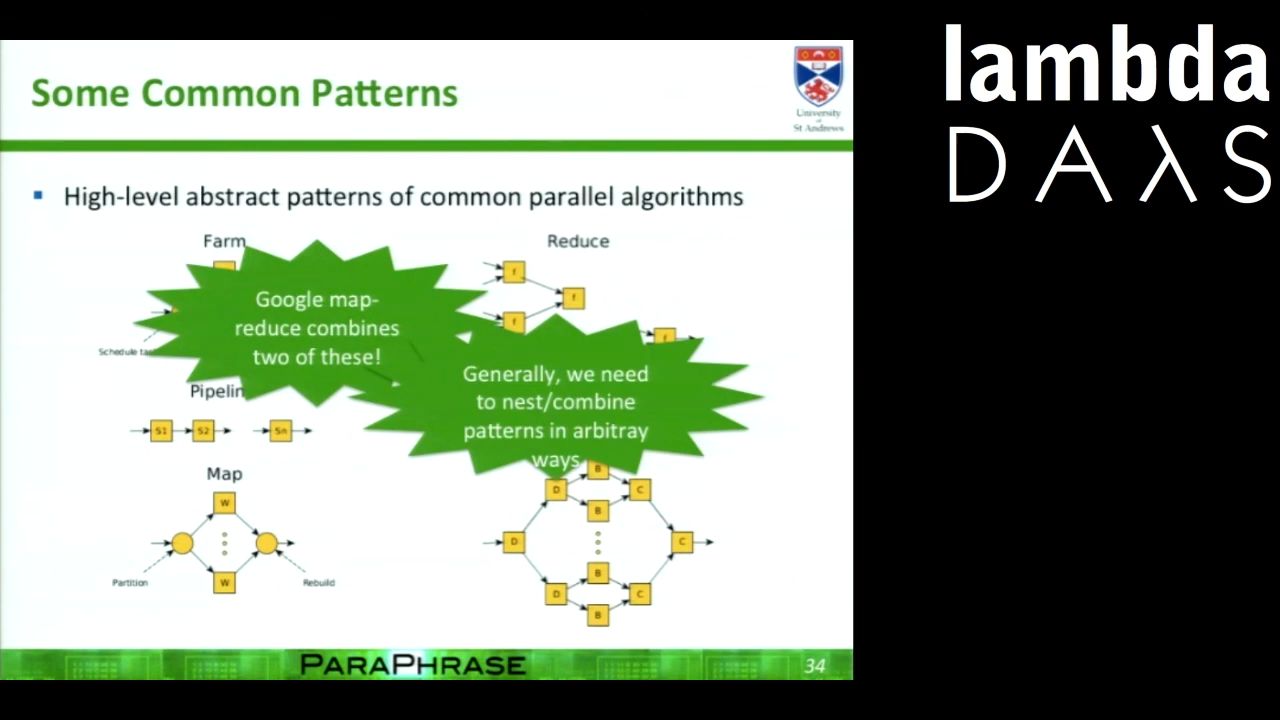 Some Common Patterns
University
of
St Andrews
lambda
DAλS
High-level abstract patterns of common parallel algorithms
Farm
Reduce
f
f
f
f
Google map-
reduce combines
two of these!
Schedule
Generally, we need
to nest/combine
patterns in arbitray
ways
Pipelin
S1
S2
Sn
Map
W
W
Partition
Rebuild
D
D
D
B
B
B
B
C
C
C
PARAPHRASE
34